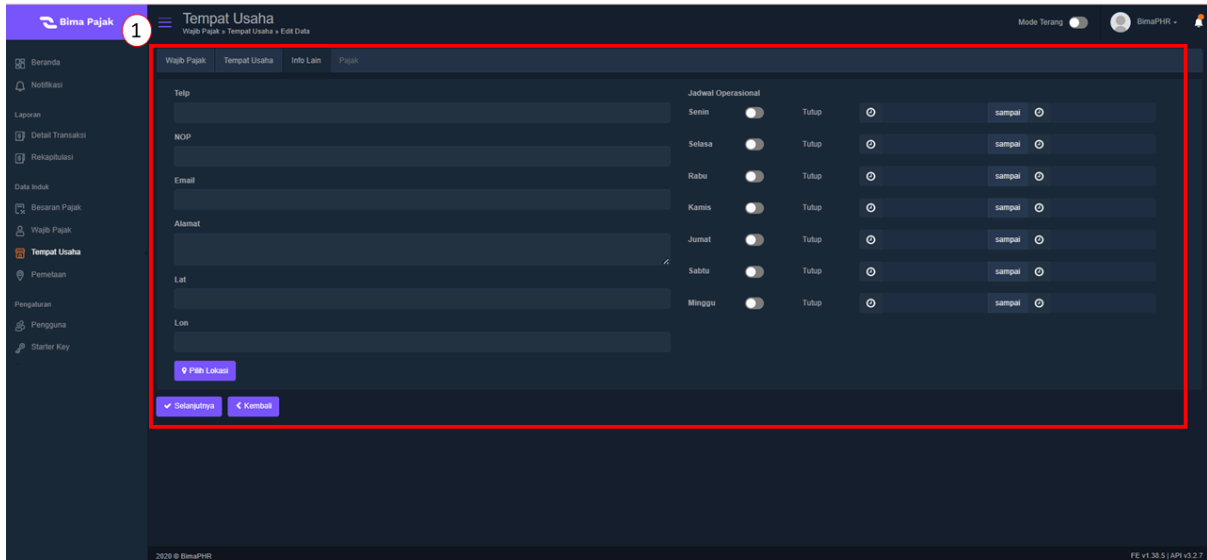 Bima Pajak
1
Tempat Usaha
Wajib Pajak » Tempat Usaha » Edit Data
Mode Terang
BimaPHR
Beranda
Notifikasi
Laporan
Detail Transaksi
Rekapitulasi
Data Induk
Besaran Pajak
Wajib Pajak
Tempat Usaha
Pemetaan
Pengaturan
Pengguna
Starter Key
Wajib Pajak Tempat Usaha Info Lain Pajak
Telp
NOP
Email
Alamat
Lat
Lon
Pilih Lokasi
Jadwal Operasional
Senin Tutup sampai
Selasa Tutup sampai
Rabu Tutup sampai
Kamis Tutup sampai
Jumat Tutup sampai
Sabtu Tutup sampai
Minggu Tutup sampai
Selanjutnya Kembali
2020 © BimaPHR
FE v1.38.5 | API v3.2.7